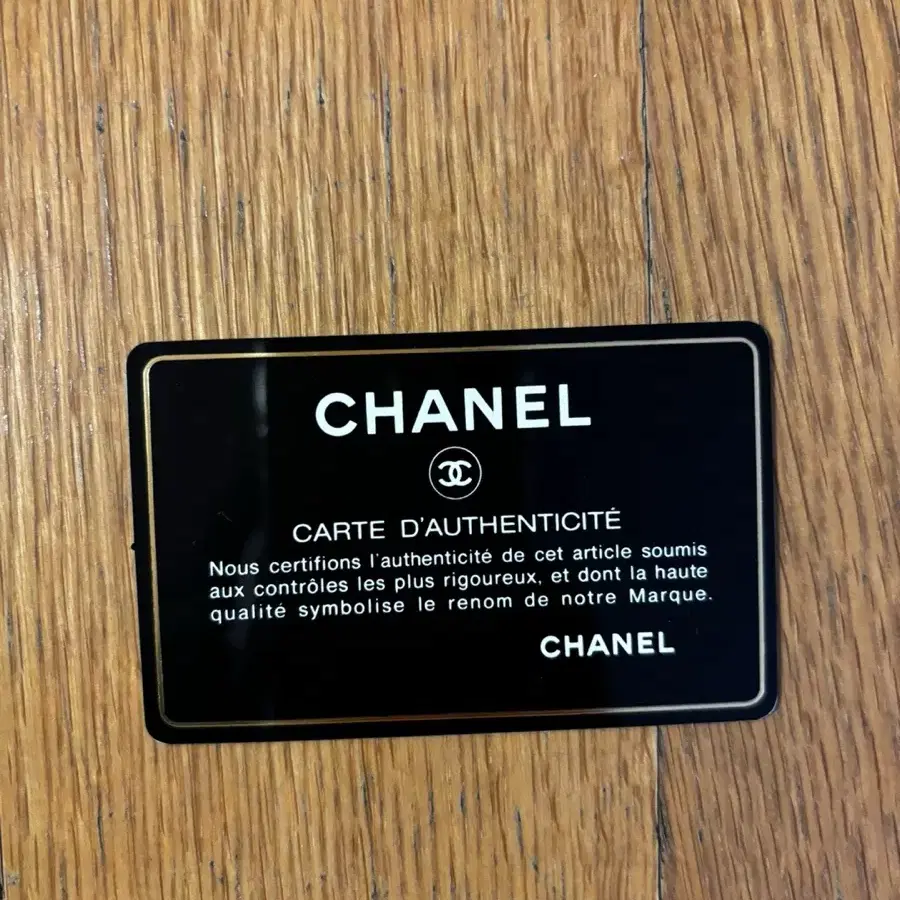 CHANEL
CARTE D'AUTHENTICITÉ
Nous certifions l'authenticité de cet article soumis
aux contrôles les plus rigoureux, et dont la haute
qualité symbolise le renom de notre Marque.
CHANEL